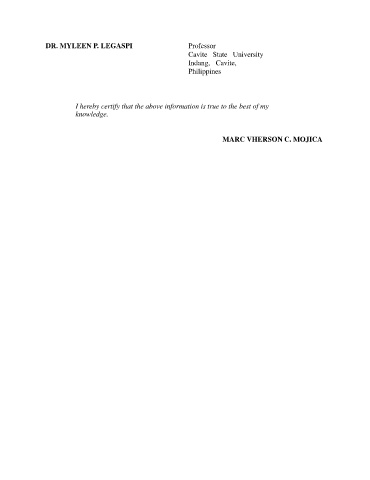 DR. MYLEEN P. LEGASPI Professor
Cavite State University
Indang, Cavite,
Philippines
I hereby certify that the above information is true to the best of my
knowledge.
MARC VHERSON C. MOJICA